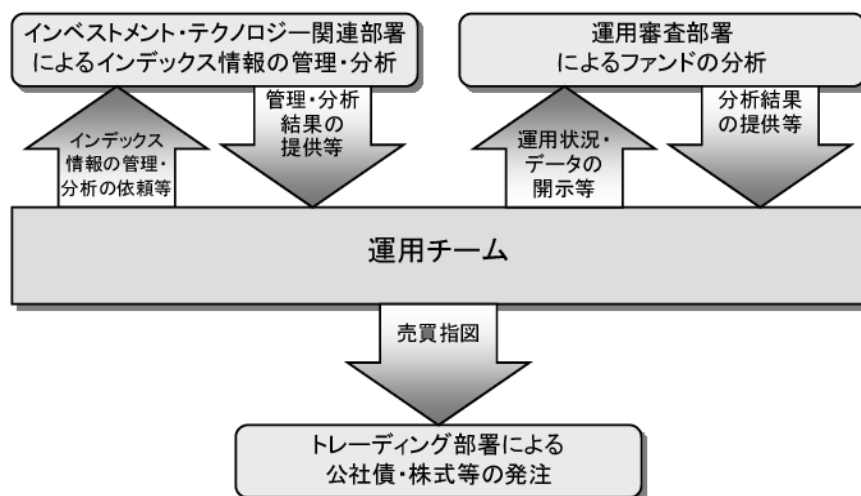 インベストメント・テクノロジー関連部署
によるインデックス情報の管理・分析
運用審査部署
によるファンドの分析
インデックス
情報の管理・
分析の依頼等
管理・分析
結果の
提供等
運用状況・
データの
開示等
分析結果
の提供等
運用チーム
売買指図
トレーディング部署による
公社債・株式等の発注